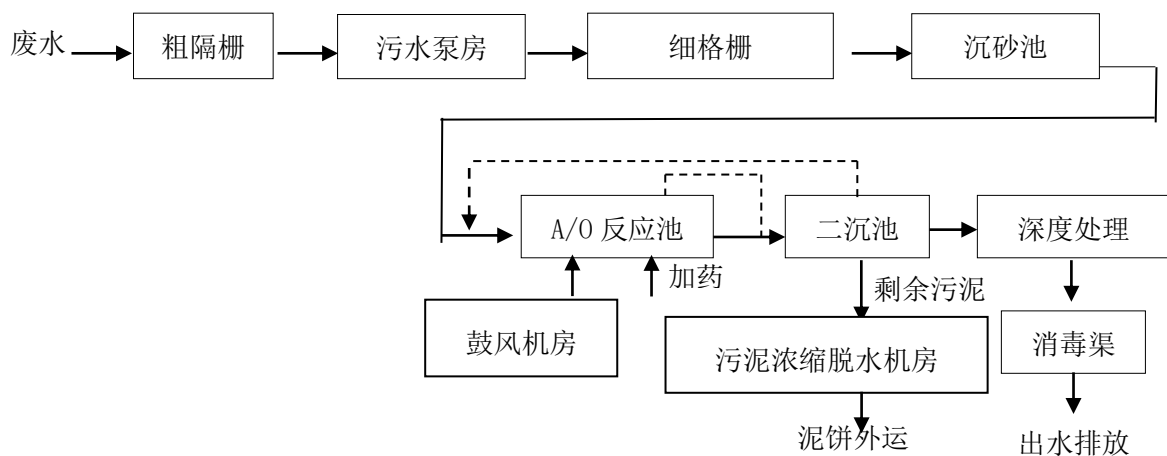 废水
粗隔栅
污水泵房
细格栅
沉砂池
A/O 反应池
二沉池
深度处理
加药
剩余污泥
鼓风机房
污泥浓缩脱水机房
消毒渠
泥饼外运
出水排放